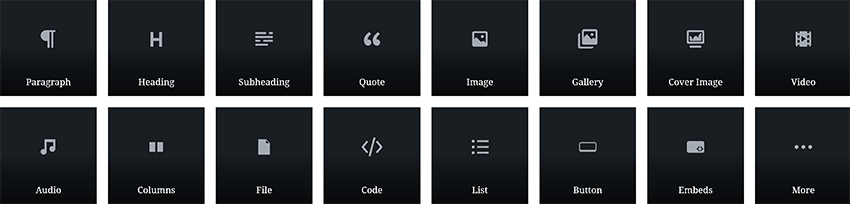 Paragraph
Heading
Subheading
Quote
Image
Gallery
Cover Image
Video
Audio
Columns
File
Code
List
Button
Embeds
More